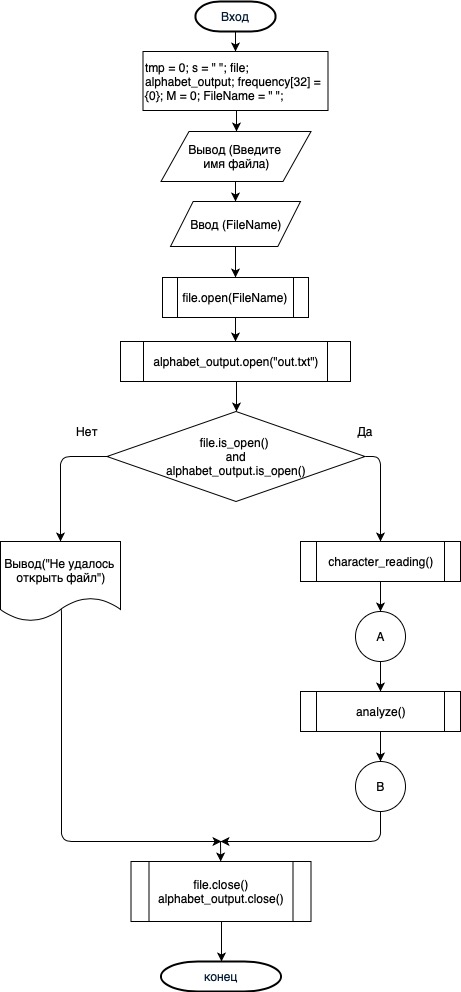 Вход
tmp = 0; s = " "; file;
alphabet_output; frequency[32] =
{0}; M = 0; FileName = " ";
Вывод (Введите
имя файла)
Ввод (FileName)
file.open(FileName)
alphabet_output.open("out.txt")
Нет
Да
file.is_open()
and
alphabet_output.is_open()
Вывод("Не удалось
открыть файл")
character_reading()
A
analyze()
B
file.close()
alphabet_output.close()
конец